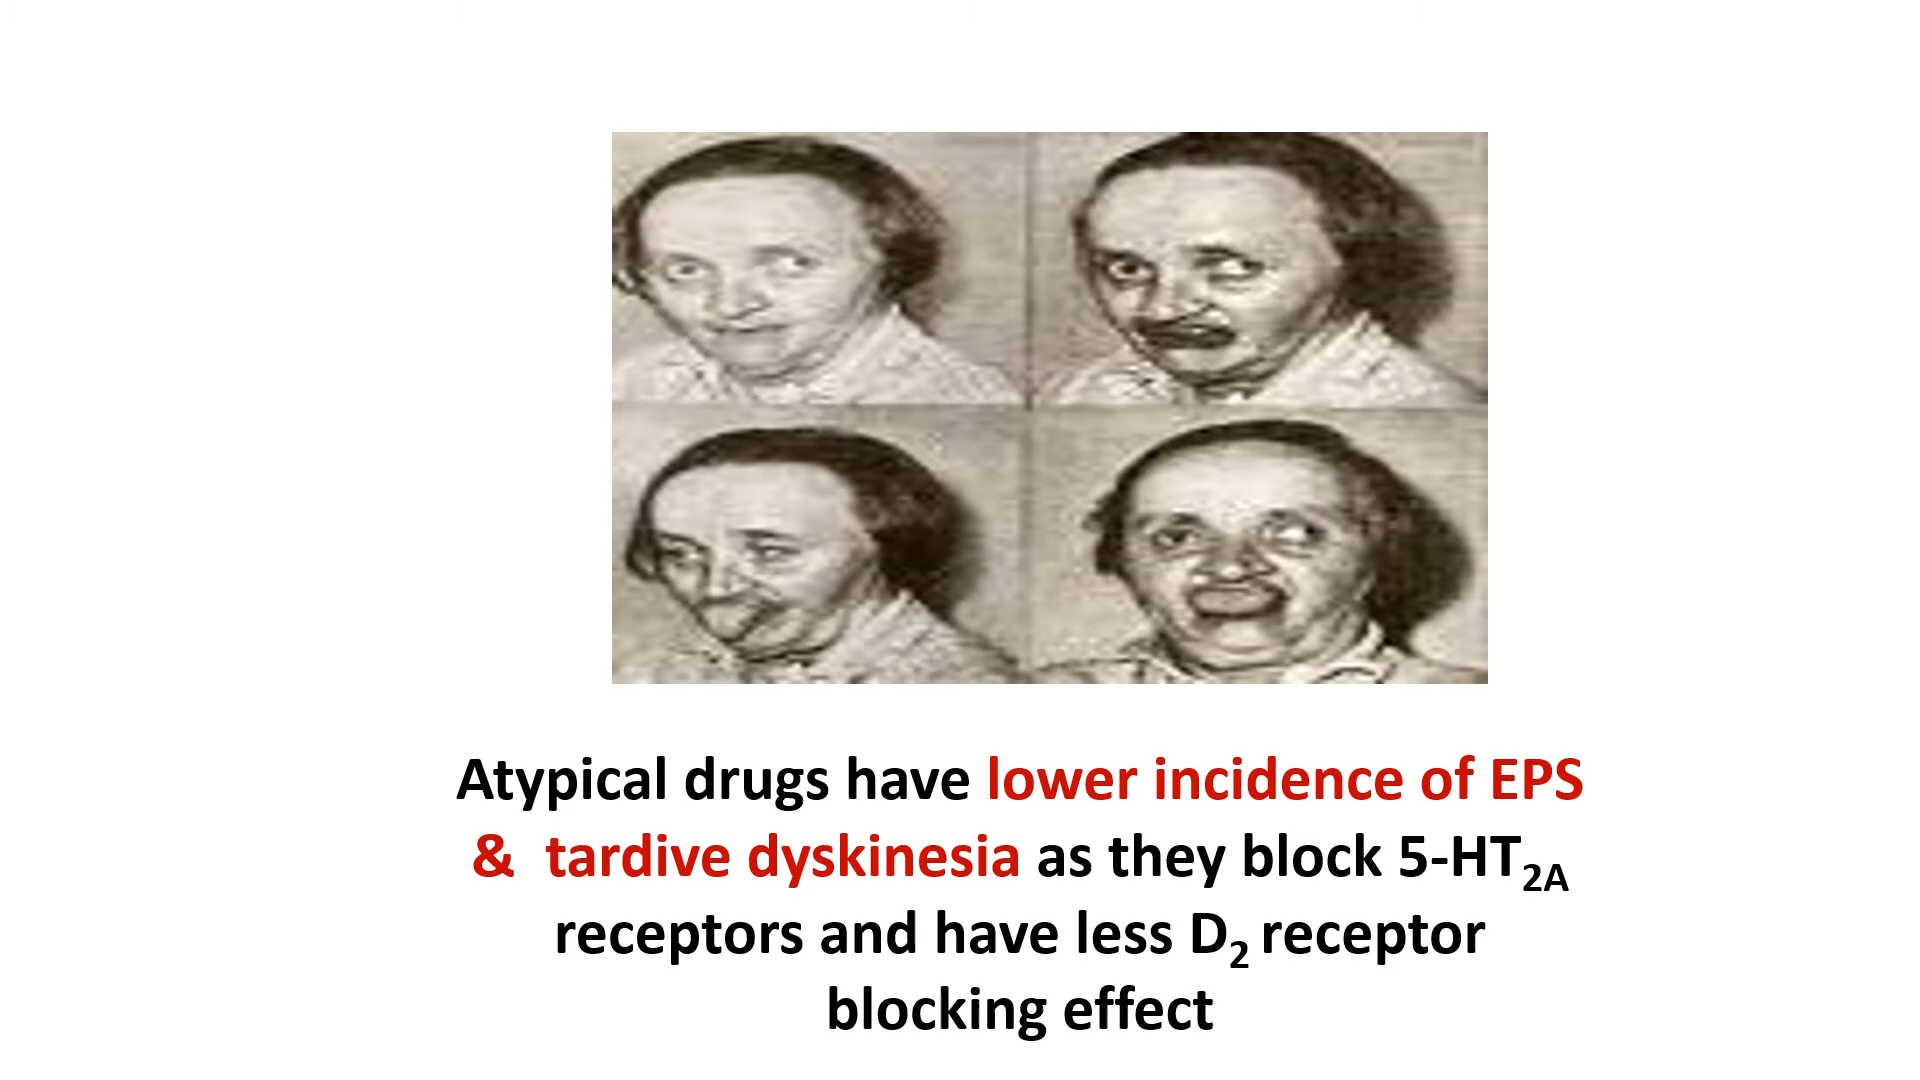 Atypical drugs have lower incidence of EPS
& tardive dyskinesia as they block 5-HT2A
receptors and have less D2 receptor
blocking effect